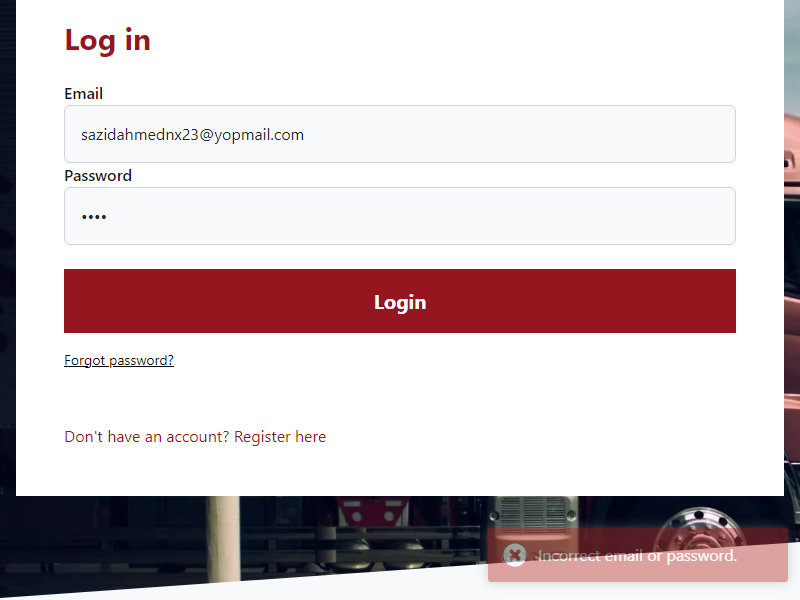 Log in
Email
sazidahmednx23@yopmail.com
Password
••••
Login
Forgot password?
Don't have an account? Register here
Incorrect email or password.